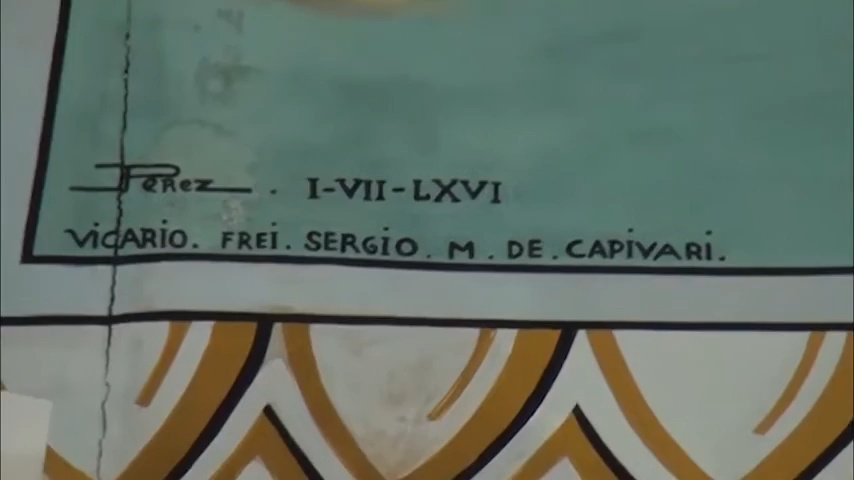 Perez . I-VII-LXVI
ViCARIO. FREi. SERGiO. M. DE. CAPiVARi.